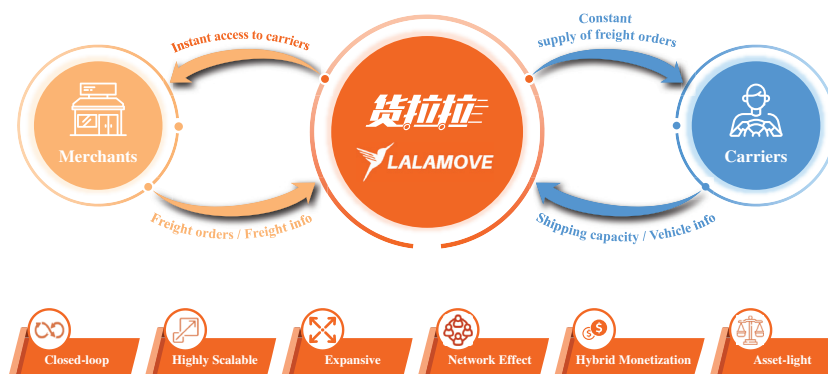 Instant access to carriers
Constant
supply of freight orders
货拉拉
LALAMOVE
Merchants
Carriers
Freight orders / Freight info
Shipping capacity / Vehicle info
Closed-loop
Highly Scalable
Expansive
Network Effect
Hybrid Monetization
Asset-light